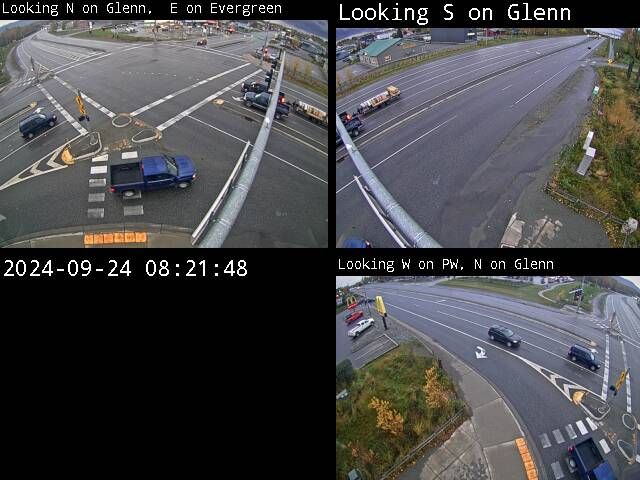 Looking N on Glenn,  E on Evergreen
Looking S on Glenn
2024-09-24 08:21:48
Looking W on PW, N on Glenn